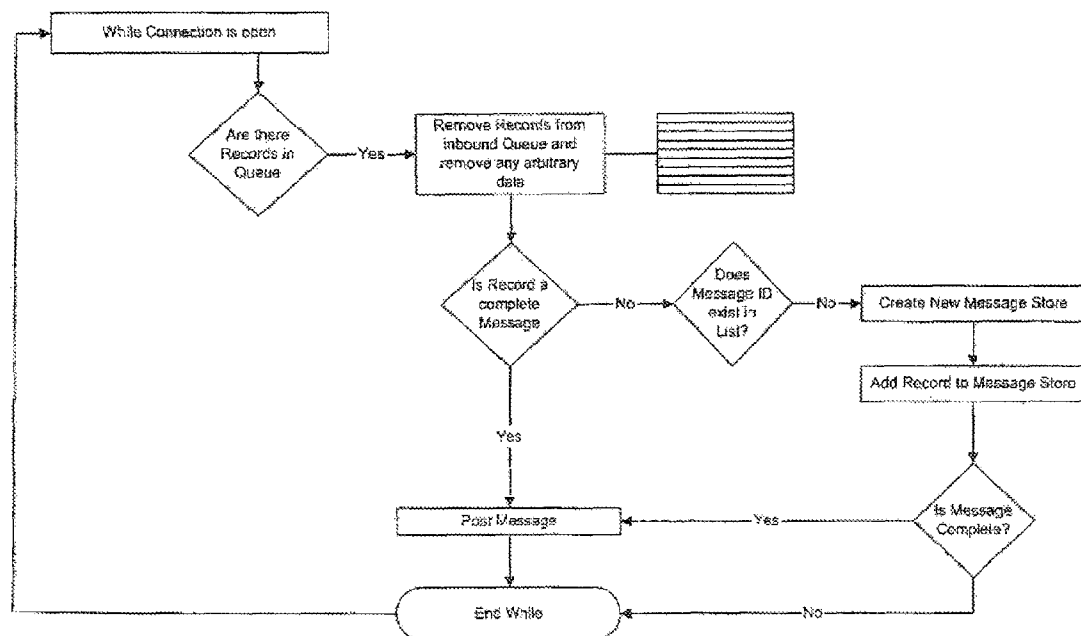 While Connection is open
Are there
Records in
Queue
Yes
Remove Records from
inbound Queue and
remove any arbitrary
data
Is Record a
complete
Message
No
Does
Message ID
exist in
List?
No
Create New Message Store
Add Record to Message Store
Yes
Post Message
Yes
Is Message
Complete?
End While
No